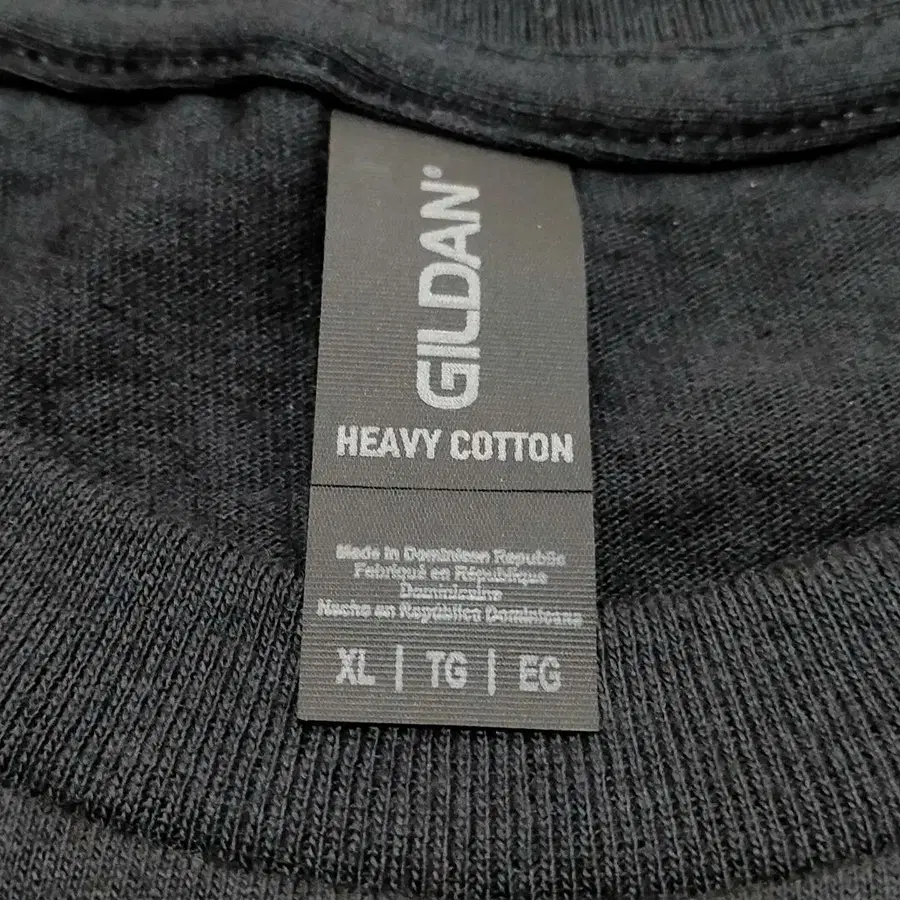 GILDAN®
HEAVY COTTON
Made in Dominican Republic
Fabriqué en République
Dominicaine
Hecho en República Dominicana
XL | TG | EG